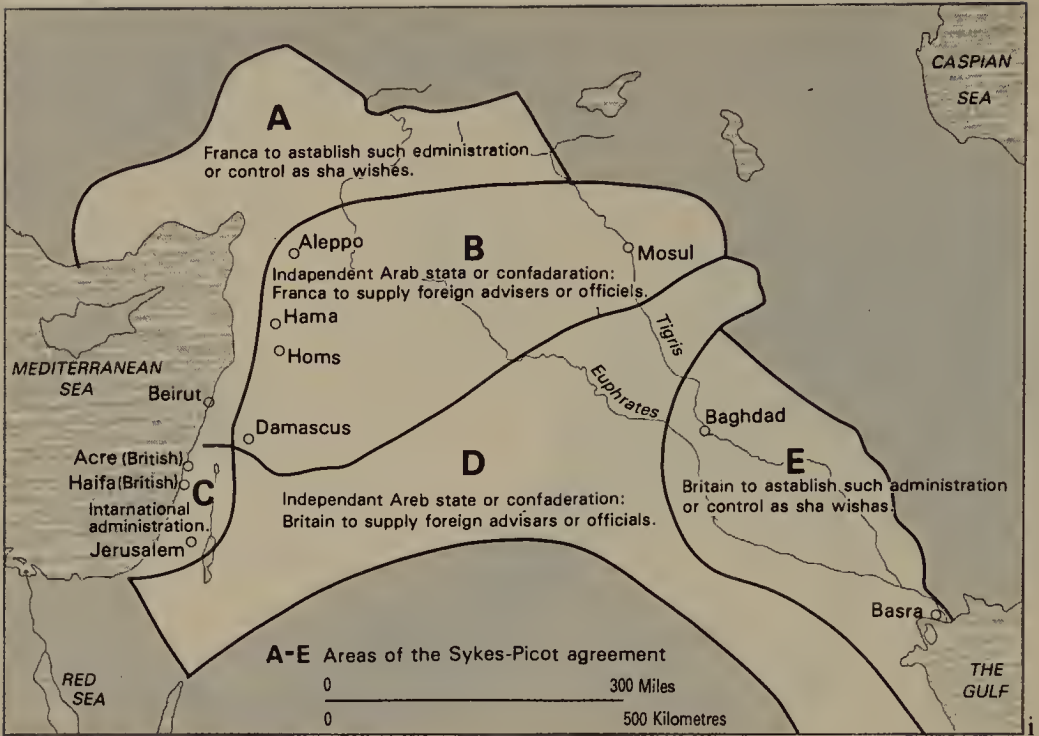 CASPIAN
SEA
A
Franca to astablish such edministration
or control as sha wishes.
Aleppo
B
Mosul
Independent Arab stata or confadaration:
Franca to supply foreign advisers or officiels.
Hama
Homs
Tigris
MEDITERRANEAN
SEA
Beirut
Euphrates
Damascus
Baghdad
Acre (British)
Haifa (British)
C
International
administration.
Jerusalem
D
Independant Areb state or confaderation:
Britain to supply foreign advisars or officials.
E
Britain to astablish such administration
or control as sha wishas.
Basra
A-E Areas of the Sykes-Picot agreement
0 300 Miles
0 500 Kilometres
RED
SEA
THE
GULF
i